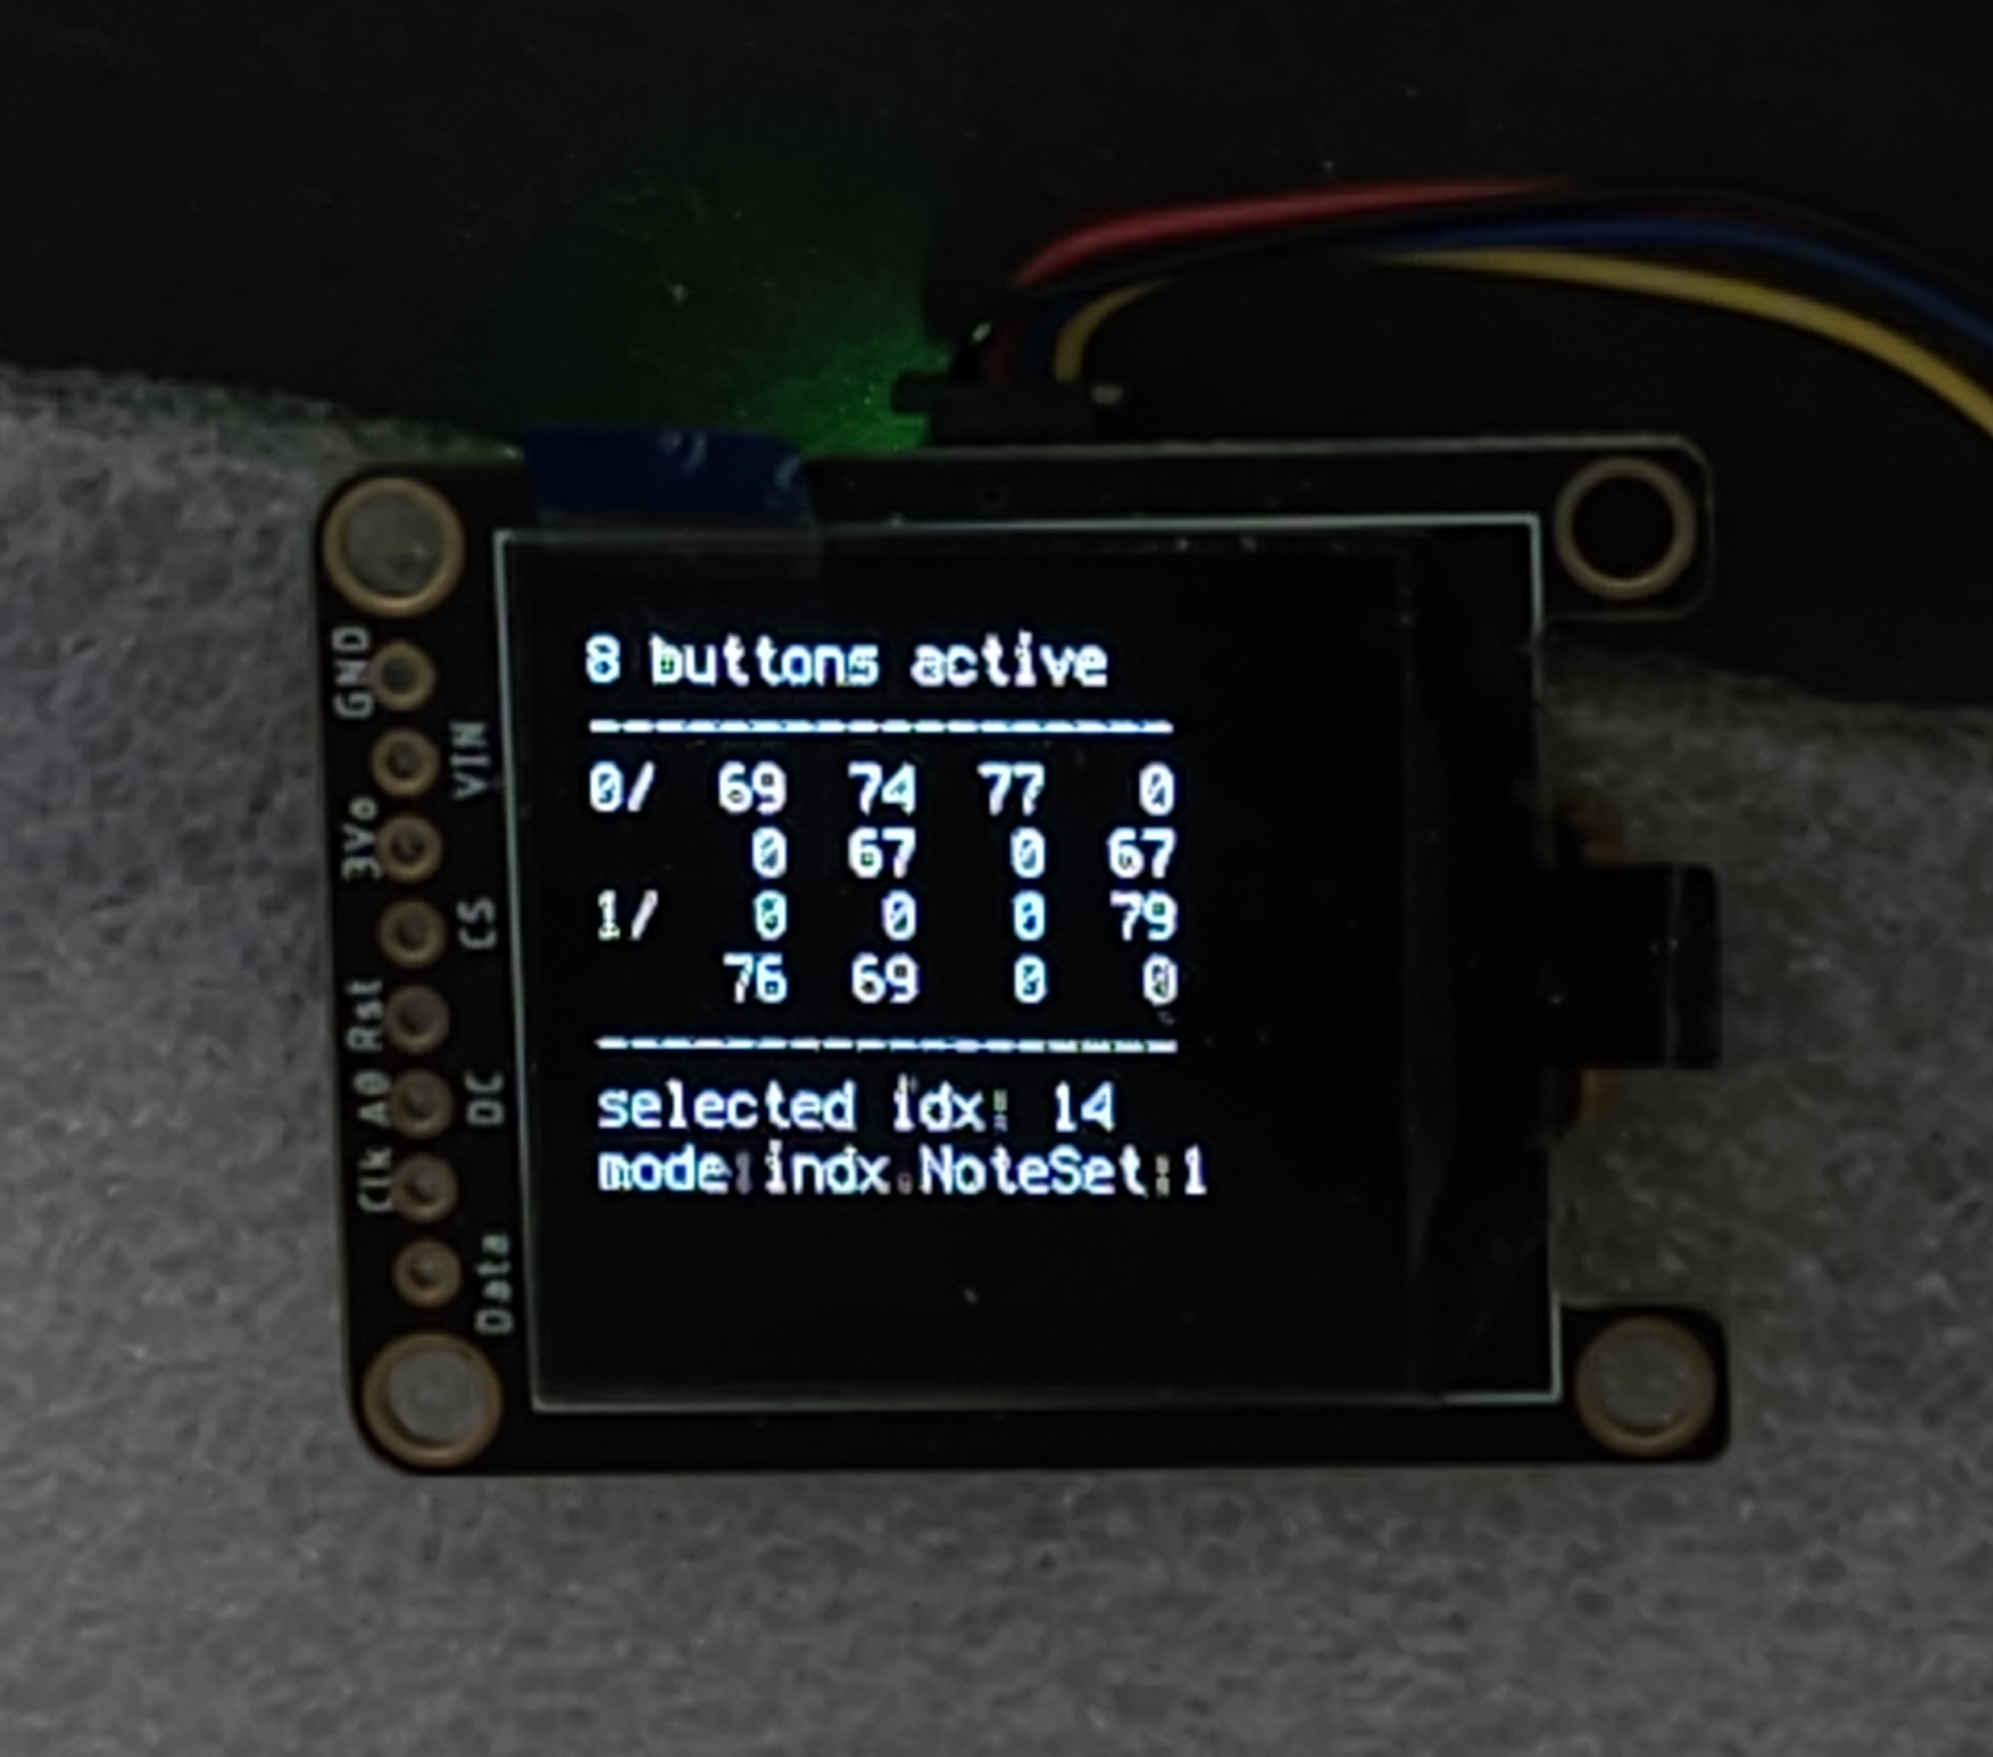 8 buttons active
------------------
0/ 69 74 77 0
0 67 0 67
1/ 0 0 0 79
76 69 0 0
------------------
selected idx: 14
mode:indx.NoteSet:1
GND
VIN
3Vo
CS
Rst
A0
DC
Clk
Data